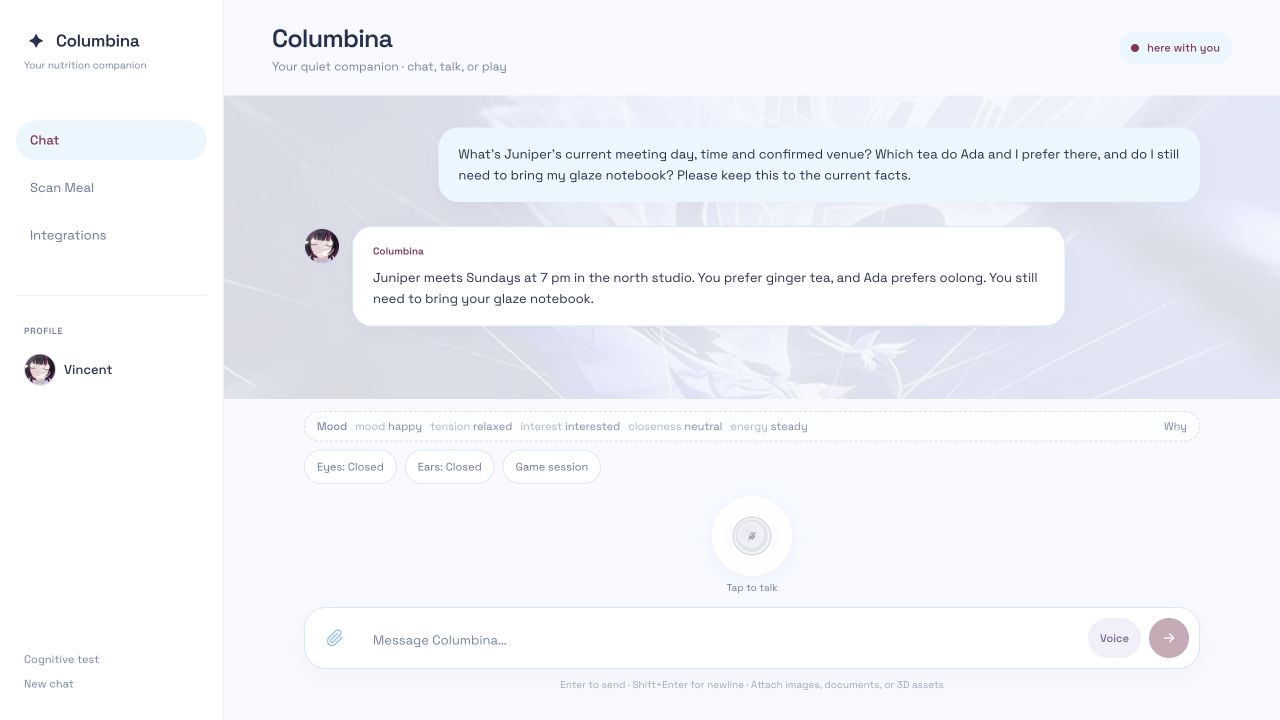 Columbina
Your nutrition companion
Chat
Scan Meal
Integrations
PROFILE
Vincent
Cognitive test
New chat
Columbina
Your quiet companion · chat, talk, or play
here with you
What's Juniper's current meeting day, time and confirmed venue? Which tea do Ada and I prefer there, and do I still
need to bring my glaze notebook? Please keep this to the current facts.
Columbina
Juniper meets Sundays at 7 pm in the north studio. You prefer ginger tea, and Ada prefers oolong. You still
need to bring your glaze notebook.
Mood mood happy tension relaxed interest interested closeness neutral energy steady Why
Eyes: Closed Ears: Closed Game session
Tap to talk
Message Columbina...
Voice
Enter to send · Shift+Enter for newline · Attach images, documents, or 3D assets